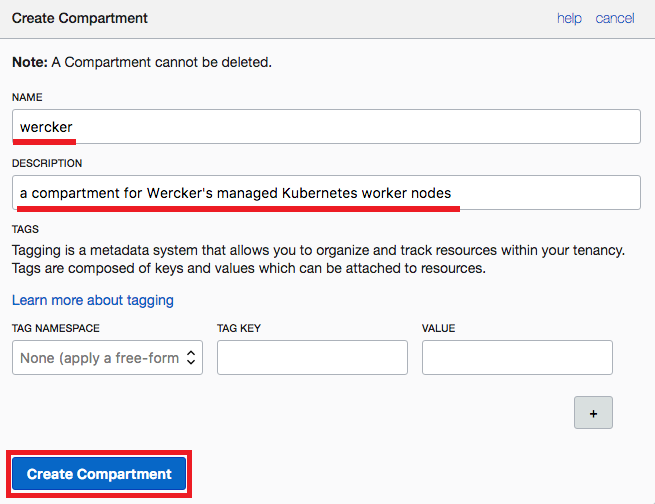 Create Compartment help cancel
Note: A Compartment cannot be deleted.
NAME
wercker
DESCRIPTION
a compartment for Wercker's managed Kubernetes worker nodes
TAGS
Tagging is a metadata system that allows you to organize and track resources within your tenancy.
Tags are composed of keys and values which can be attached to resources.
Learn more about tagging
TAG NAMESPACE TAG KEY VALUE
None (apply a free-form
+
Create Compartment